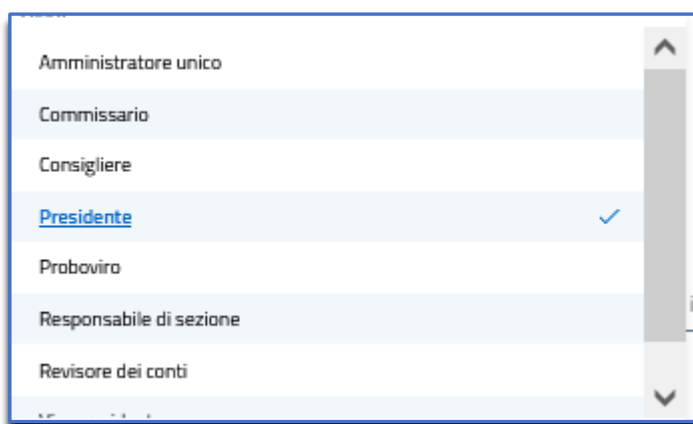 Amministratore unico
Commissario
Consigliere
Presidente
Proboviro
Responsabile di sezione
Revisore dei conti